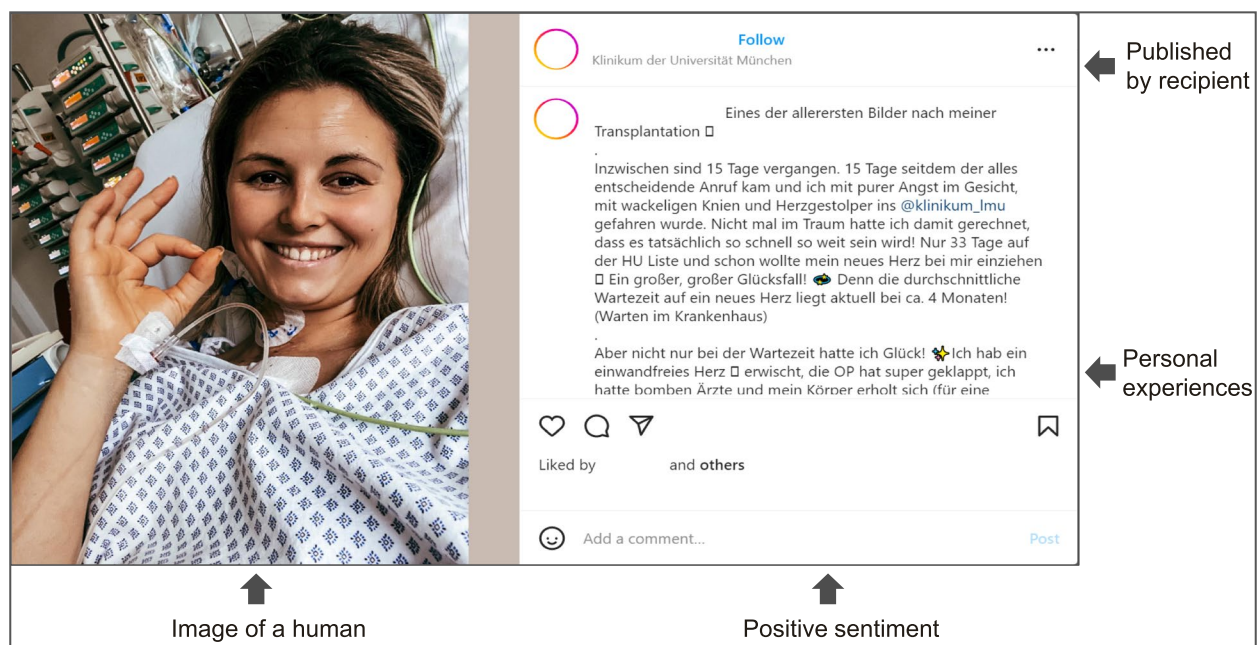 Follow
Klinikum der Universität München
Published
by recipient
Eines der allerersten Bilder nach meiner
Transplantation
.
Inzwischen sind 15 Tage vergangen. 15 Tage seitdem der alles
entscheidende Anruf kam und ich mit purer Angst im Gesicht,
mit wackeligen Knien und Herzgestolper ins @klinikum_lmu
gefahren wurde. Nicht mal im Traum hatte ich damit gerechnet,
dass es tatsächlich so schnell so weit sein wird! Nur 33 Tage auf
der HU Liste und schon wollte mein neues Herz bei mir einziehen
Ein großer, großer Glücksfall! Denn die durchschnittliche
Wartezeit auf ein neues Herz liegt aktuell bei ca. 4 Monaten!
(Warten im Krankenhaus)
.
Aber nicht nur bei der Wartezeit hatte ich Glück! ✨Ich hab ein
einwandfreies Herz erwischt, die OP hat super geklappt, ich
hatte bomben Ärzte und mein Körper erholt sich (für eine
Personal
experiences
Liked by and others
Add a comment...
Post
Image of a human
Positive sentiment